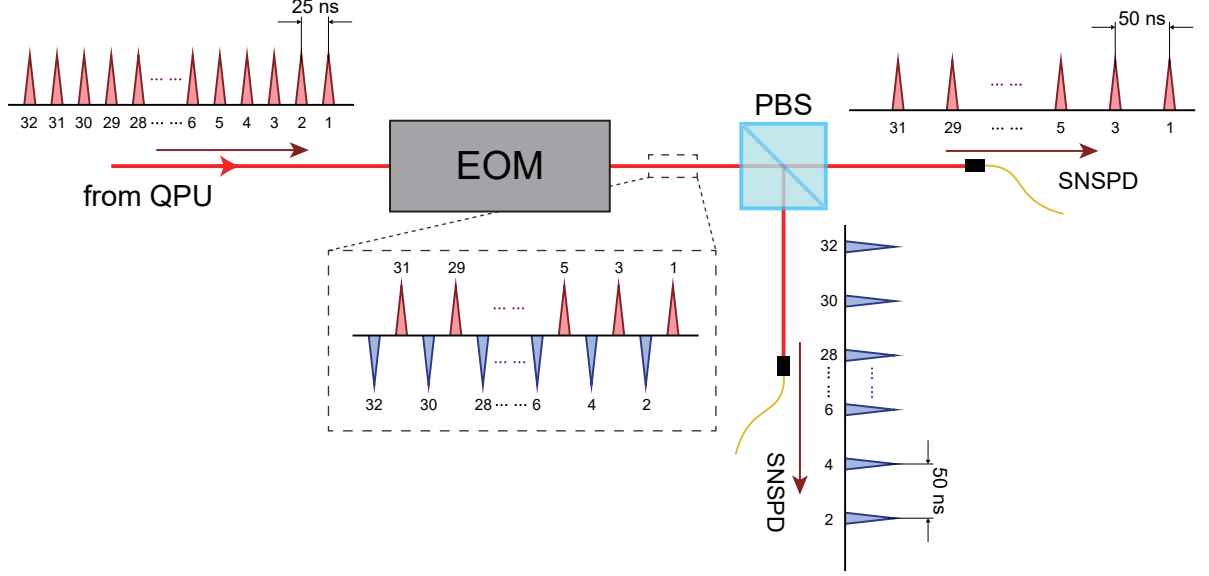 25 ns
32 31 30 29 28 ... ... 6 5 4 3 2 1
... ...
from QPU
EOM
PBS
50 ns
... ...
31 29 ... ... 5 3 1
SNSPD
31 29 5 3 1
... ...
... ...
32 30 28 ... ... 6 4 2
SNSPD
32
30
28
...... ......
6
4
2
50 ns